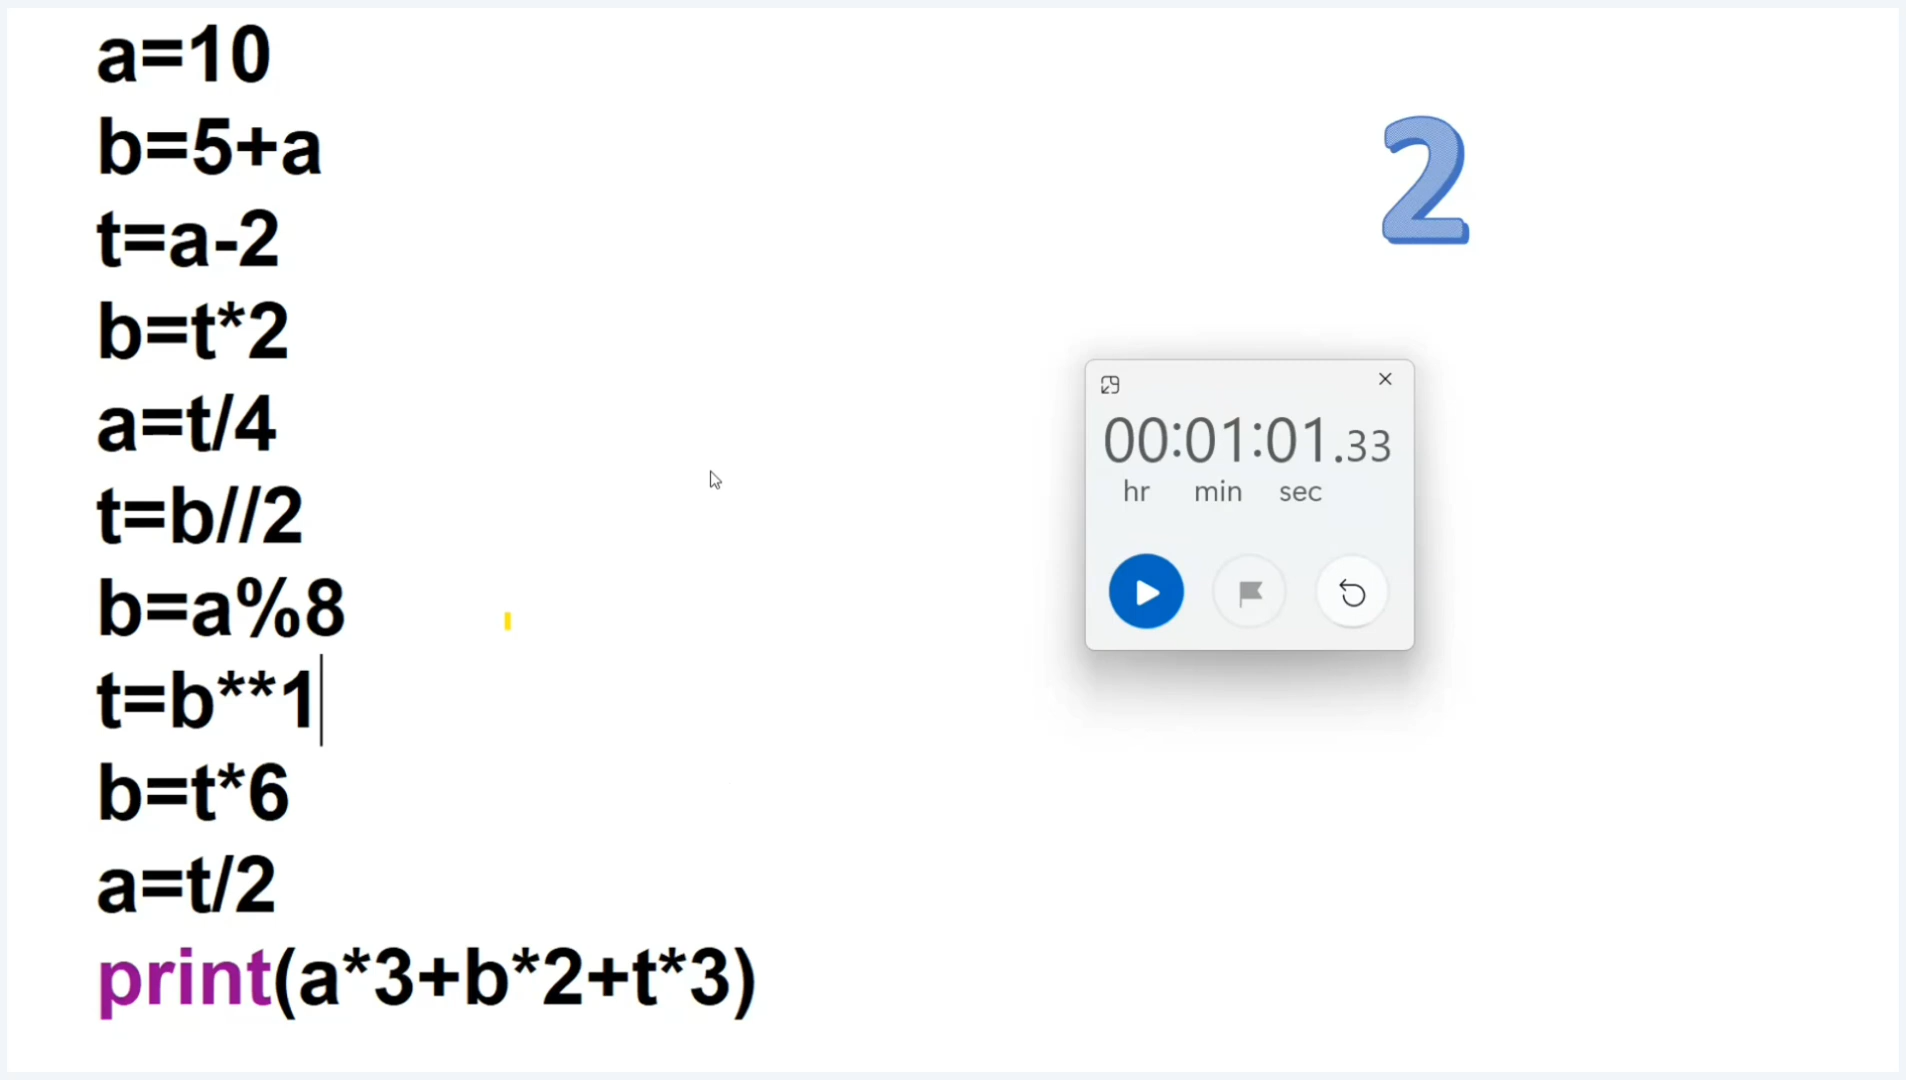 a=10
b=5+a
t=a-2
b=t*2
a=t/4
t=b//2
b=a%8
t=b**1
b=t*6
a=t/2
print(a*3+b*2+t*3)
2
00:01:01.33
hr min sec